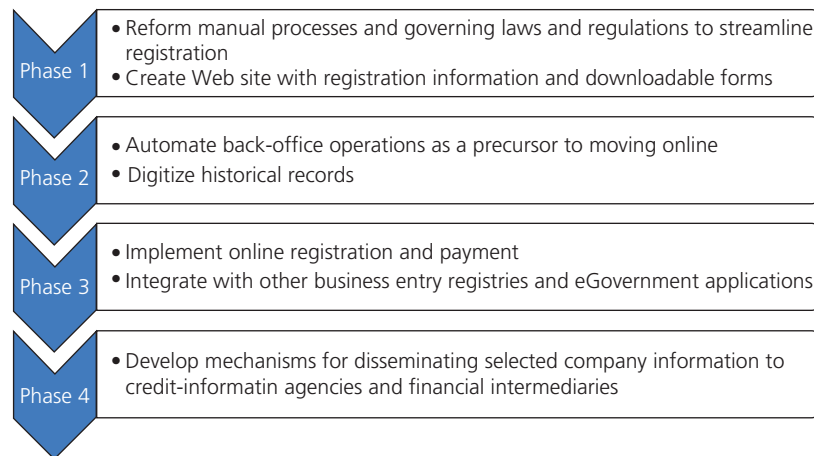 Phase 1
• Reform manual processes and governing laws and regulations to streamline
registration
• Create Web site with registration information and downloadable forms
Phase 2
• Automate back-office operations as a precursor to moving online
• Digitize historical records
Phase 3
• Implement online registration and payment
• Integrate with other business entry registries and eGovernment applications
Phase 4
• Develop mechanisms for disseminating selected company information to
credit-informatin agencies and financial intermediaries